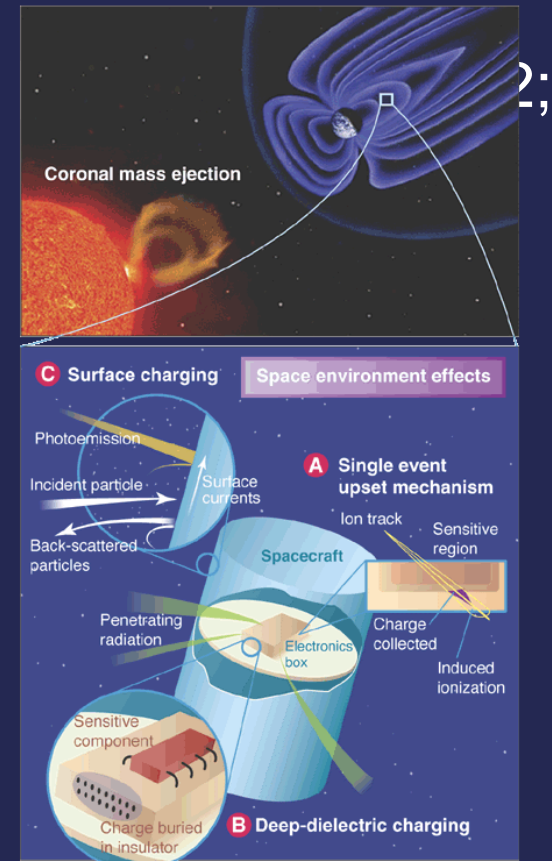 2;
Coronal mass ejection
C Surface charging
Space environment effects
Photoemission
Incident particle
Surface
currents
Back-scattered
particles
A Single event
upset mechanism
Ion track
Sensitive
region
Spacecraft
Charge
collected
Induced
ionization
Penetrating
radiation
Electronics
box
Sensitive
component
Charge buried
in insulator
B Deep-dielectric charging